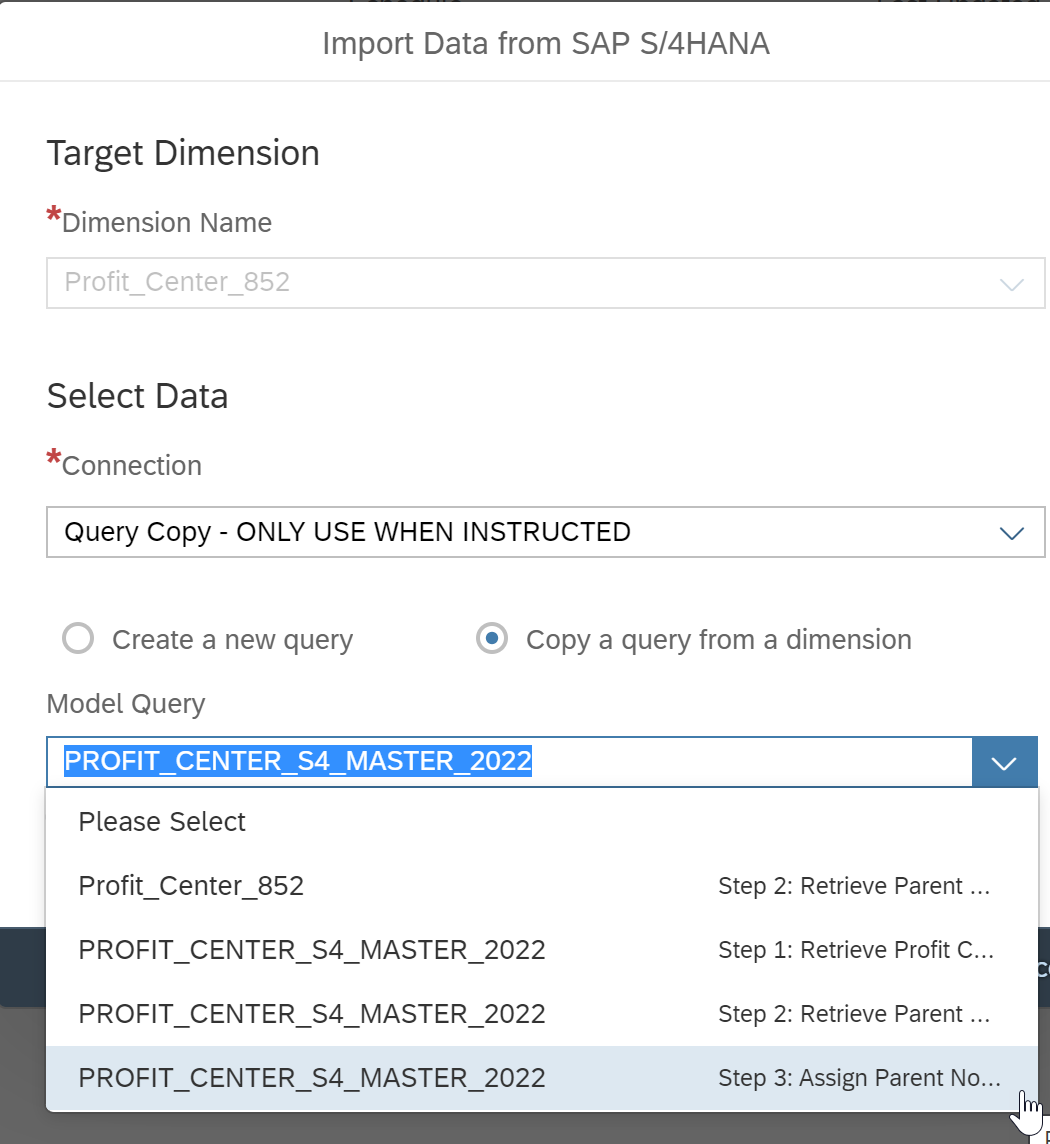 Import Data from SAP S/4HANA
Target Dimension
*Dimension Name
Profit_Center_852
Select Data
*Connection
Query Copy - ONLY USE WHEN INSTRUCTED
Create a new query Copy a query from a dimension
Model Query
PROFIT_CENTER_S4_MASTER_2022
Please Select
Profit_Center_852 Step 2: Retrieve Parent ...
PROFIT_CENTER_S4_MASTER_2022 Step 1: Retrieve Profit C...
PROFIT_CENTER_S4_MASTER_2022 Step 2: Retrieve Parent ...
PROFIT_CENTER_S4_MASTER_2022 Step 3: Assign Parent No...